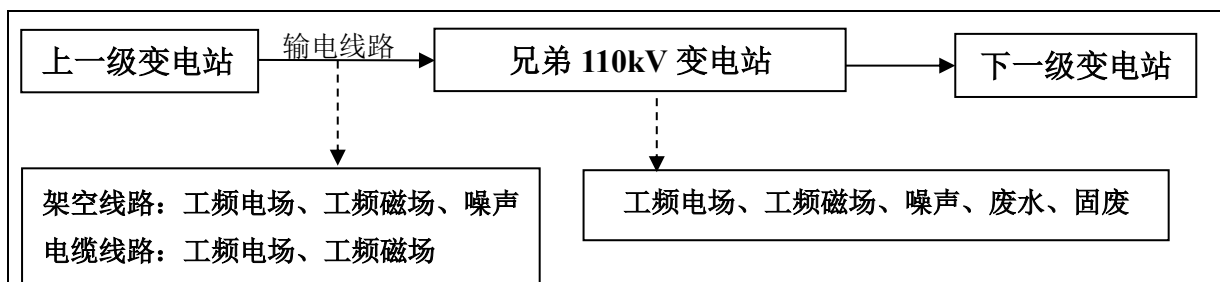 上一级变电站
输电线路
兄弟 110kV 变电站
下一级变电站
架空线路：工频电场、工频磁场、噪声
电缆线路：工频电场、工频磁场
工频电场、工频磁场、噪声、废水、固废